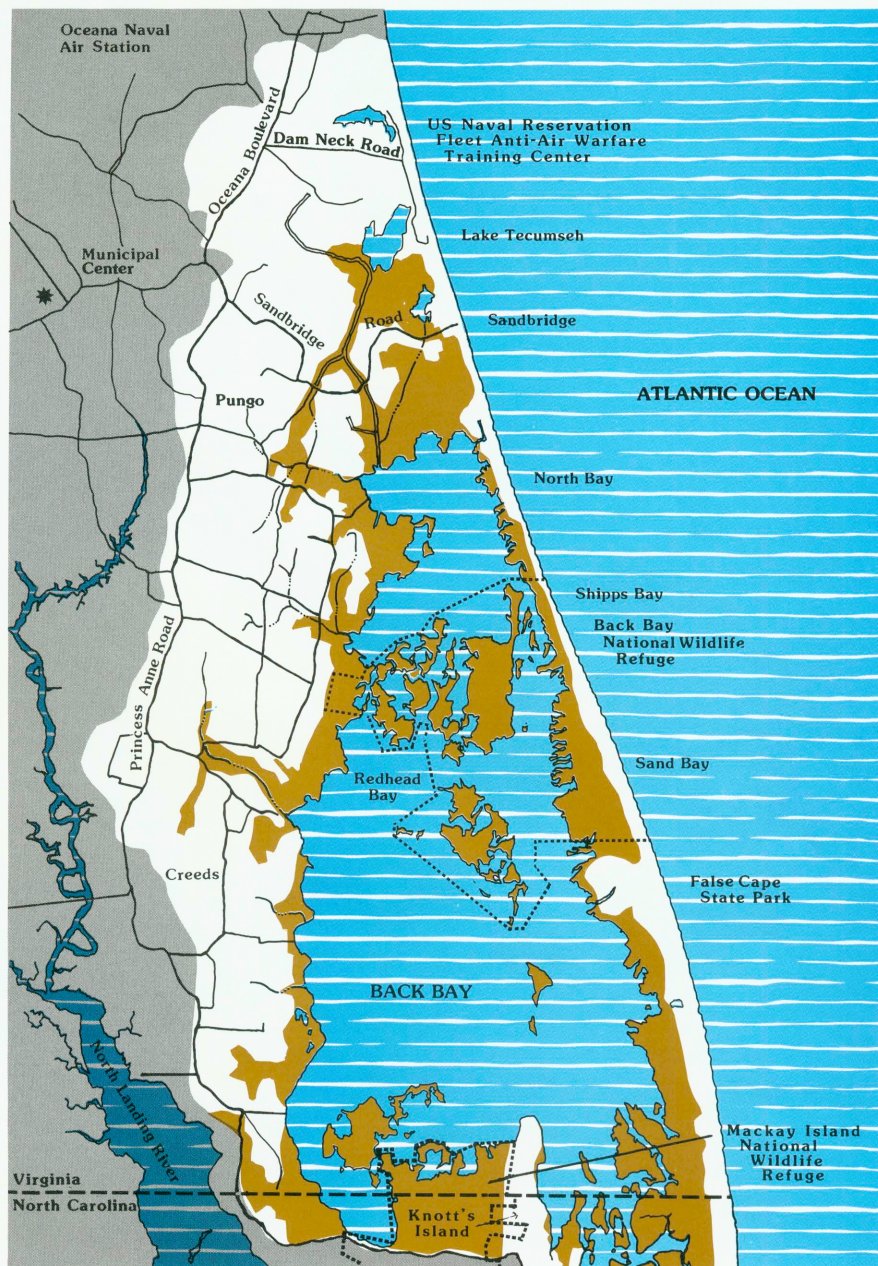 Oceana Naval
Air Station
Oceana Boulevard
Dam Neck Road
US Naval Reservation
Fleet Anti-Air Warfare
Training Center
Lake Tecumseh
Municipal
Center
Sandbridge
Road
Sandbridge
ATLANTIC OCEAN
Pungo
North Bay
Shipps Bay
Back Bay
National Wildlife
Refuge
Princess Anne Road
Sand Bay
Redhead
Bay
Creeds
False Cape
State Park
BACK BAY
North Landing River
Mackay Island
National
Wildlife
Refuge
Virginia
North Carolina
Knott's
Island